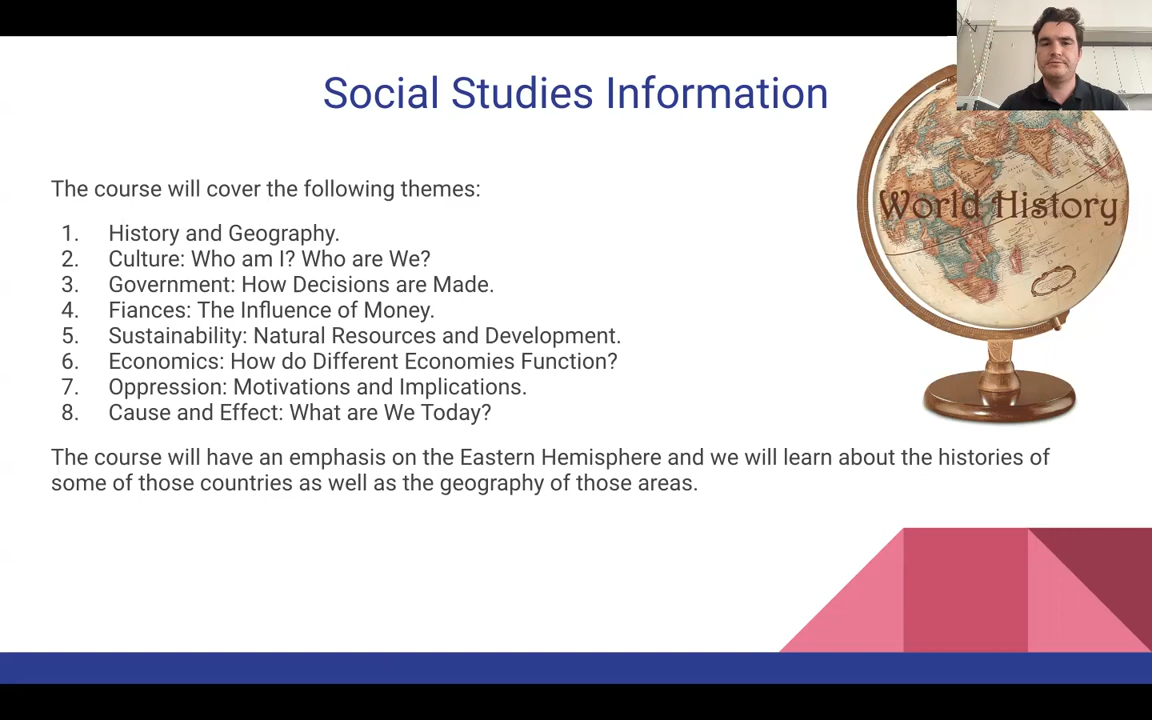 Social Studies Information
The course will cover the following themes:
1. History and Geography.
2. Culture: Who am I? Who are We?
3. Government: How Decisions are Made.
4. Fiances: The Influence of Money.
5. Sustainability: Natural Resources and Development.
6. Economics: How do Different Economies Function?
7. Oppression: Motivations and Implications.
8. Cause and Effect: What are We Today?
The course will have an emphasis on the Eastern Hemisphere and we will learn about the histories of
some of those countries as well as the geography of those areas.
World History